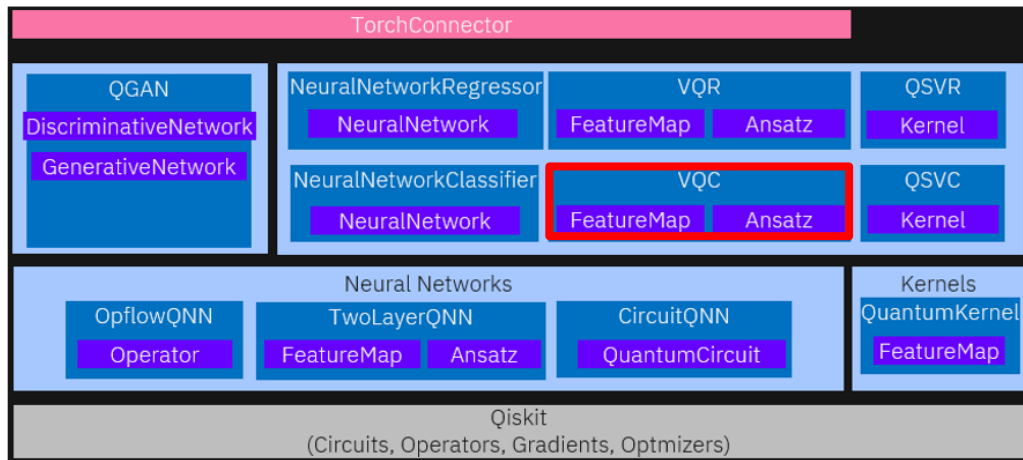 TorchConnector
QGAN
DiscriminativeNetwork
GenerativeNetwork
NeuralNetworkRegressor
NeuralNetwork
VQR
FeatureMap
Ansatz
QSVR
Kernel
NeuralNetworkClassifier
NeuralNetwork
VQC
FeatureMap
Ansatz
QSVC
Kernel
Neural Networks
OpflowQNN
Operator
TwoLayerQNN
FeatureMap
Ansatz
CircuitQNN
QuantumCircuit
Kernels
QuantumKernel
FeatureMap
Qiskit
(Circuits, Operators, Gradients, Optmizers)